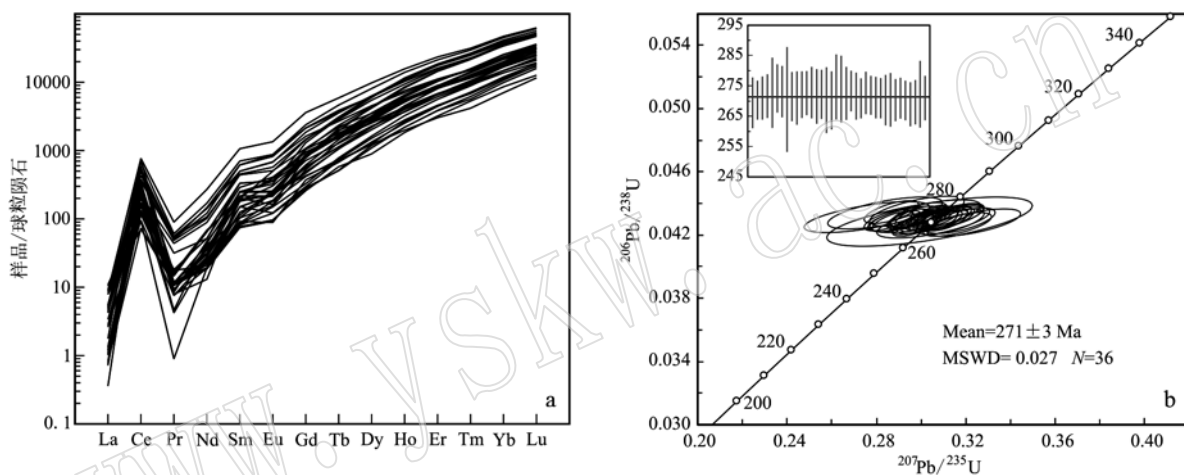 样品/球粒陨石
10000
1000
100
10
1
0.1
La Ce Pr Nd Sm Eu Gd Tb Dy Ho Er Tm Yb Lu
a
²⁰⁶Pb/²³⁸U
0.054
0.050
0.046
0.042
0.038
0.034
0.030
295
285
275
265
255
245
340
320
300
280
260
240
220
200
Mean=271±3 Ma
MSWD= 0.027 N=36
b
0.20 0.24 0.28 0.32 0.36 0.40
²⁰⁷Pb/²³⁵U
www.yskw.ac.cn